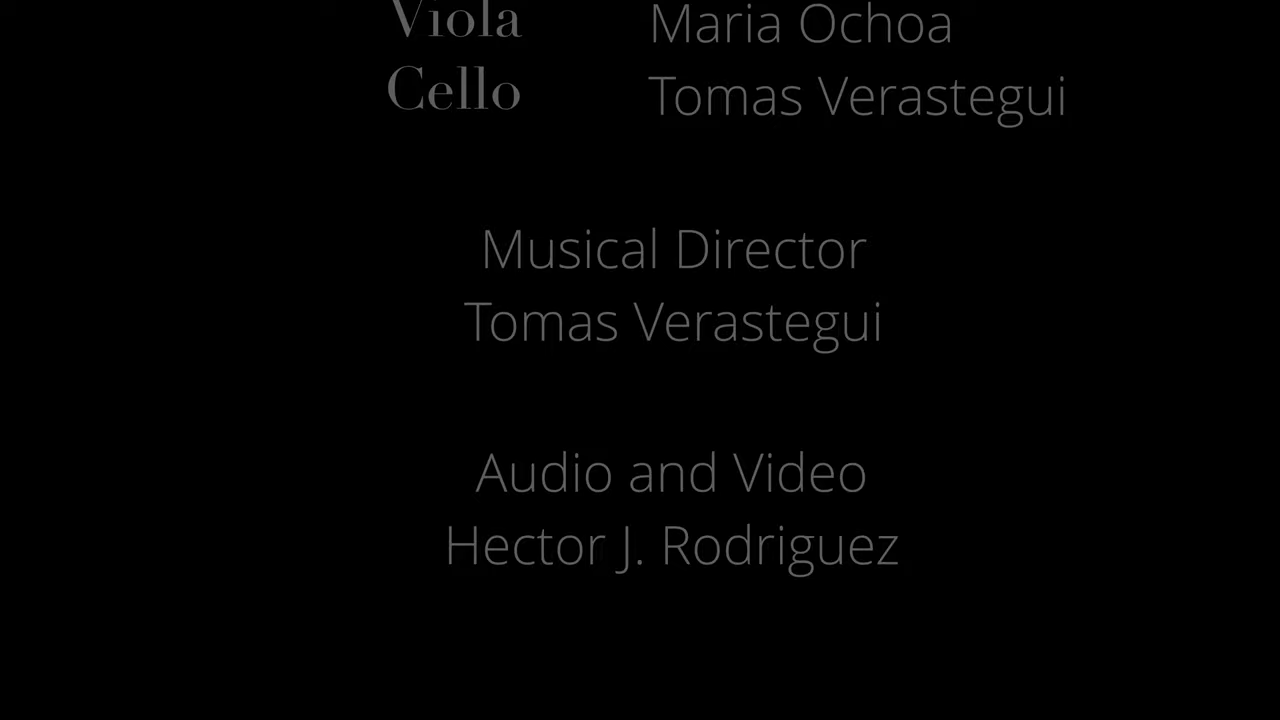 Viola Maria Ochoa
Cello Tomas Verastegui
Musical Director
Tomas Verastegui
Audio and Video
Hector J. Rodriguez